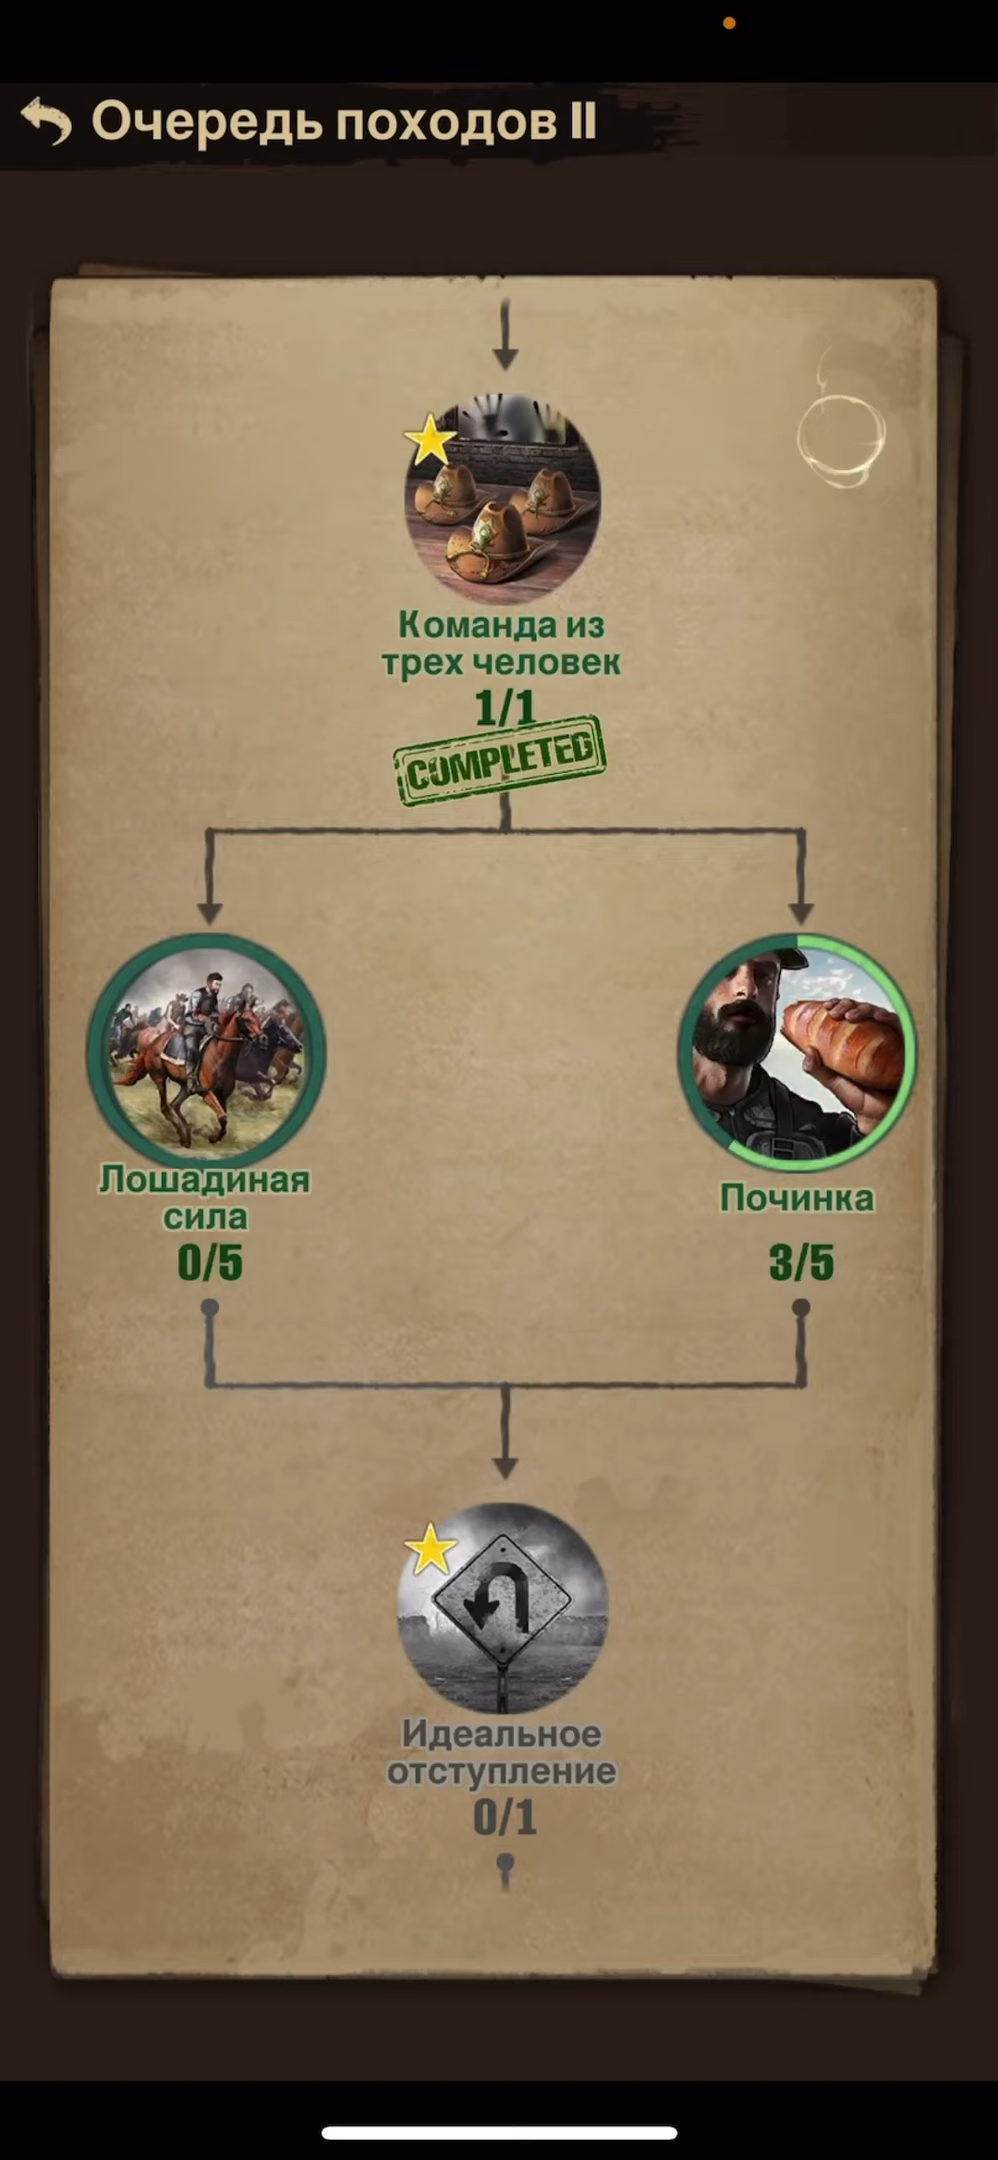 Очередь походов II
Команда из
трех человек
1/1
COMPLETED
Лошадиная
сила
0/5
Починка
3/5
Идеальное
отступление
0/1